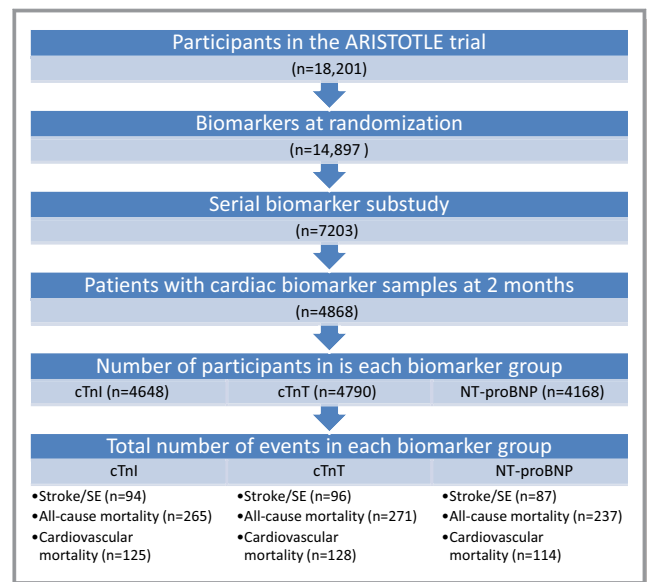 Participants in the ARISTOTLE trial
(n=18,201)
Biomarkers at randomization
(n=14,897 )
Serial biomarker substudy
(n=7203)
Patients with cardiac biomarker samples at 2 months
(n=4868)
Number of participants in is each biomarker group
cTnI (n=4648) cTnT (n=4790) NT-proBNP (n=4168)
Total number of events in each biomarker group
cTnI cTnT NT-proBNP
•Stroke/SE (n=94)
•All-cause mortality (n=265)
•Cardiovascular
mortality (n=125)
•Stroke/SE (n=96)
•All-cause mortality (n=271)
•Cardiovascular
mortality (n=128)
•Stroke/SE (n=87)
•All-cause mortality (n=237)
•Cardiovascular
mortality (n=114)